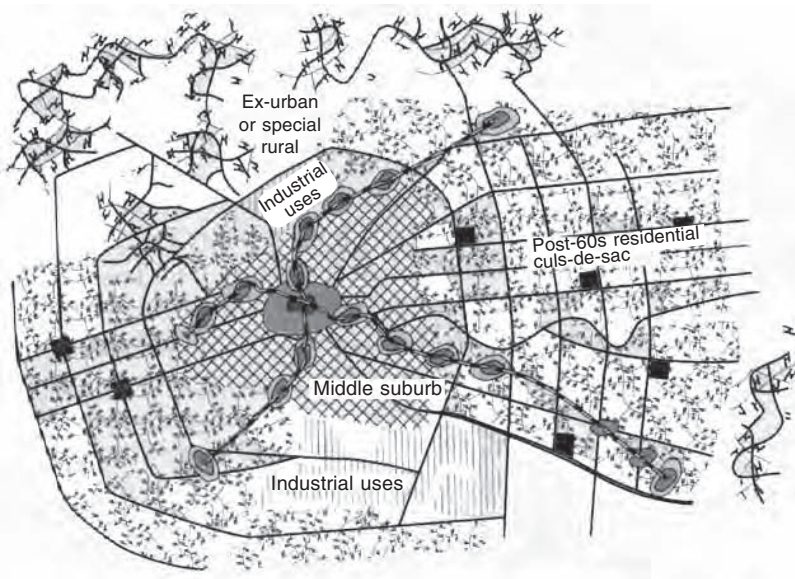 Ex-urban
or special
rural
Industrial
uses
Post-60s residential
culs-de-sac
Middle suburb
Industrial uses